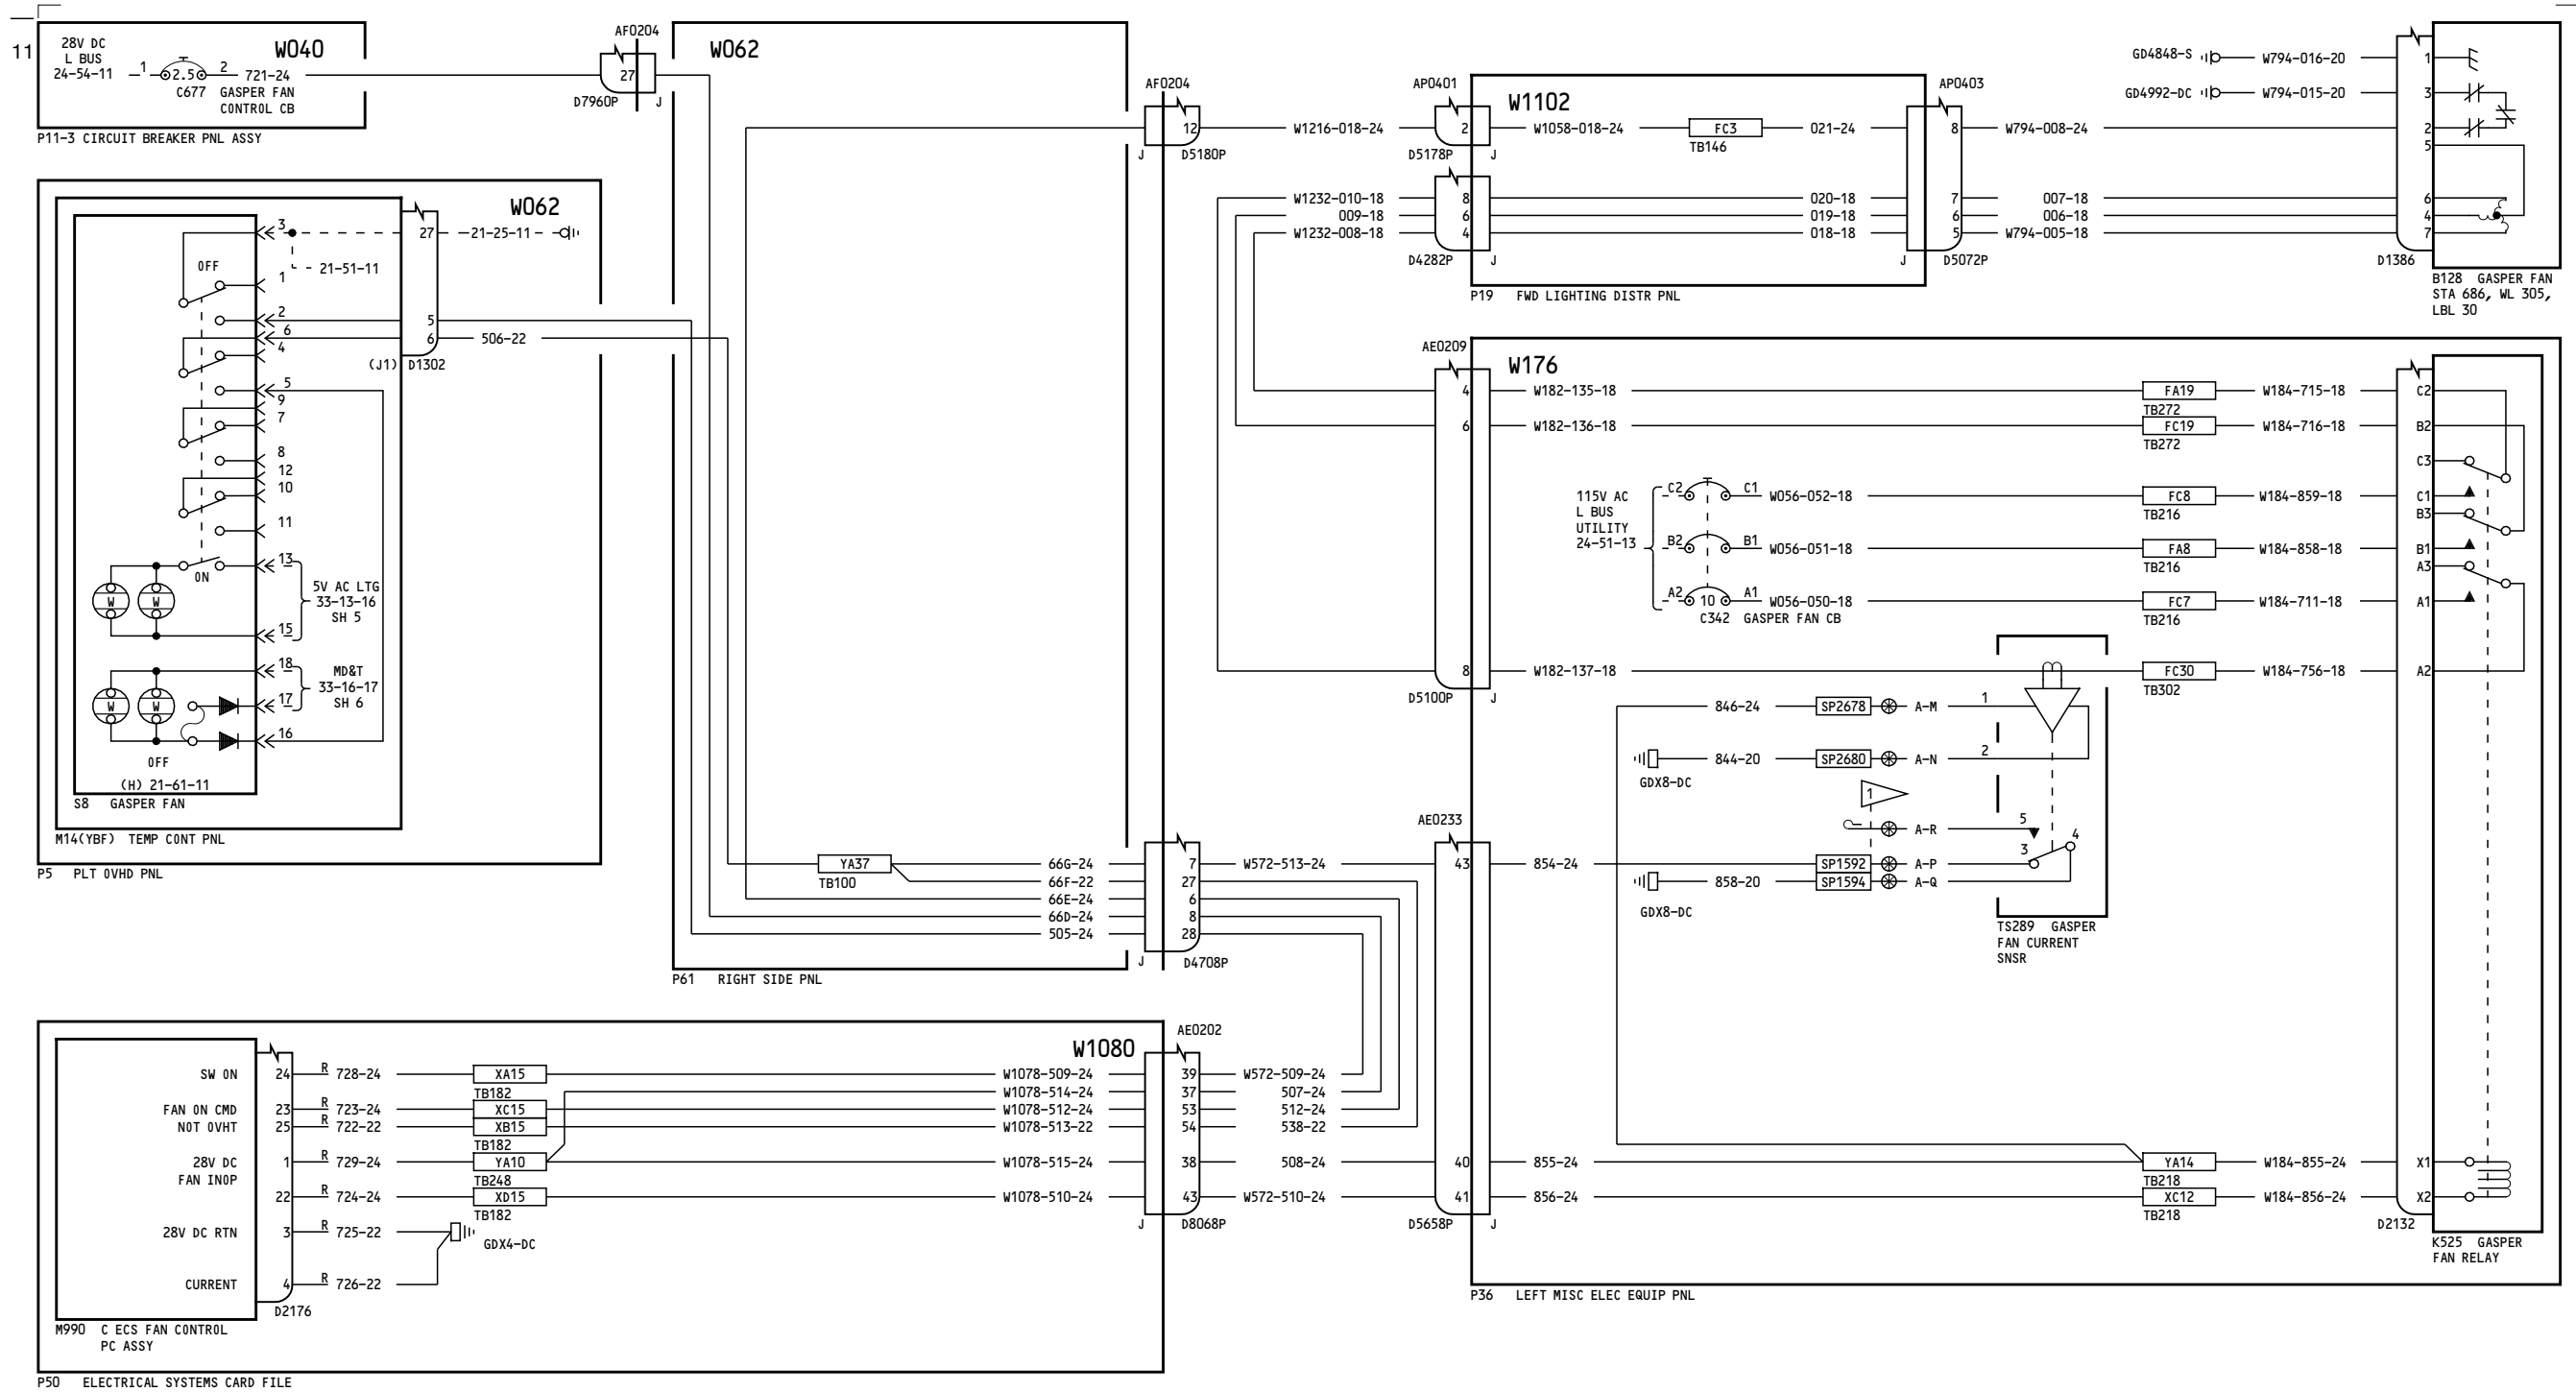 11
28V DC
L BUS
24-54-11
1
2.5
2
721-24
C677 GASPER FAN
CONTROL CB
W040
P11-3 CIRCUIT BREAKER PNL ASSY
AF0204
27
D7960P
J
W062
W062
OFF
3
1
2
6
4
5
9
7
8
12
10
11
13
15
18
17
16
21-51-11
27
21-25-11
5
6
506-22
(J1) D1302
ON
W
W
5V AC LTG
33-13-16
SH 5
W
W
MD&T
33-16-17
SH 6
OFF
(H) 21-61-11
S8 GASPER FAN
M14(YBF) TEMP CONT PNL
P5 PLT OVHD PNL
YA37
TB100
66G-24
66F-22
66E-24
66D-24
505-24
P61 RIGHT SIDE PNL
AF0204
12
J
D5180P
W1216-018-24
7
27
6
8
28
J
D4708P
W572-513-24
AP0401
2
D5178P
J
W1102
W1058-018-24
FC3
TB146
021-24
AP0403
8
W794-008-24
W1232-010-18
009-18
W1232-008-18
8
6
4
D4282P
J
020-18
019-18
018-18
7
6
5
J
D5072P
007-18
006-18
W794-005-18
P19 FWD LIGHTING DISTR PNL
GD4848-S
W794-016-20
GD4992-DC
W794-015-20
1
3
2
5
6
4
7
D1386
B128 GASPER FAN
STA 686, WL 305,
LBL 30
AE0209
W176
4
W182-135-18
FA19
TB272
W184-715-18
C2
6
W182-136-18
FC19
TB272
W184-716-18
B2
C3
115V AC
L BUS
UTILITY
24-51-13
C2
C1
W056-052-18
FC8
TB216
W184-859-18
C1
B3
B2
B1
W056-051-18
FA8
TB216
W184-858-18
B1
A3
A2
10
A1
W056-050-18
C342 GASPER FAN CB
FC7
TB216
W184-711-18
A1
8
D5100P
J
W182-137-18
FC30
TB302
W184-756-18
A2
846-24
SP2678
A-M
1
GDX8-DC
844-20
SP2680
A-N
2
1
A-R
5
4
3
AE0233
43
854-24
SP1592
A-P
GDX8-DC
858-20
SP1594
A-Q
TS289 GASPER
FAN CURRENT
SNSR
40
855-24
YA14
TB218
W184-855-24
X1
41
856-24
XC12
TB218
W184-856-24
X2
D5658P
J
D2132
K525 GASPER
FAN RELAY
P36 LEFT MISC ELEC EQUIP PNL
W1080
AE0202
SW ON
24
R 728-24
XA15
TB182
W1078-509-24
39
W572-509-24
W1078-514-24
37
507-24
FAN ON CMD
23
R 723-24
XC15
W1078-512-24
53
512-24
NOT OVHT
25
R 722-22
XB15
TB182
W1078-513-22
54
538-22
28V DC
1
R 729-24
YA10
TB248
W1078-515-24
38
508-24
FAN INOP
22
R 724-24
XD15
TB182
W1078-510-24
43
W572-510-24
J
D8068P
28V DC RTN
3
R 725-22
GDX4-DC
CURRENT
4
R 726-22
D2176
M990 C ECS FAN CONTROL
PC ASSY
P50 ELECTRICAL SYSTEMS CARD FILE